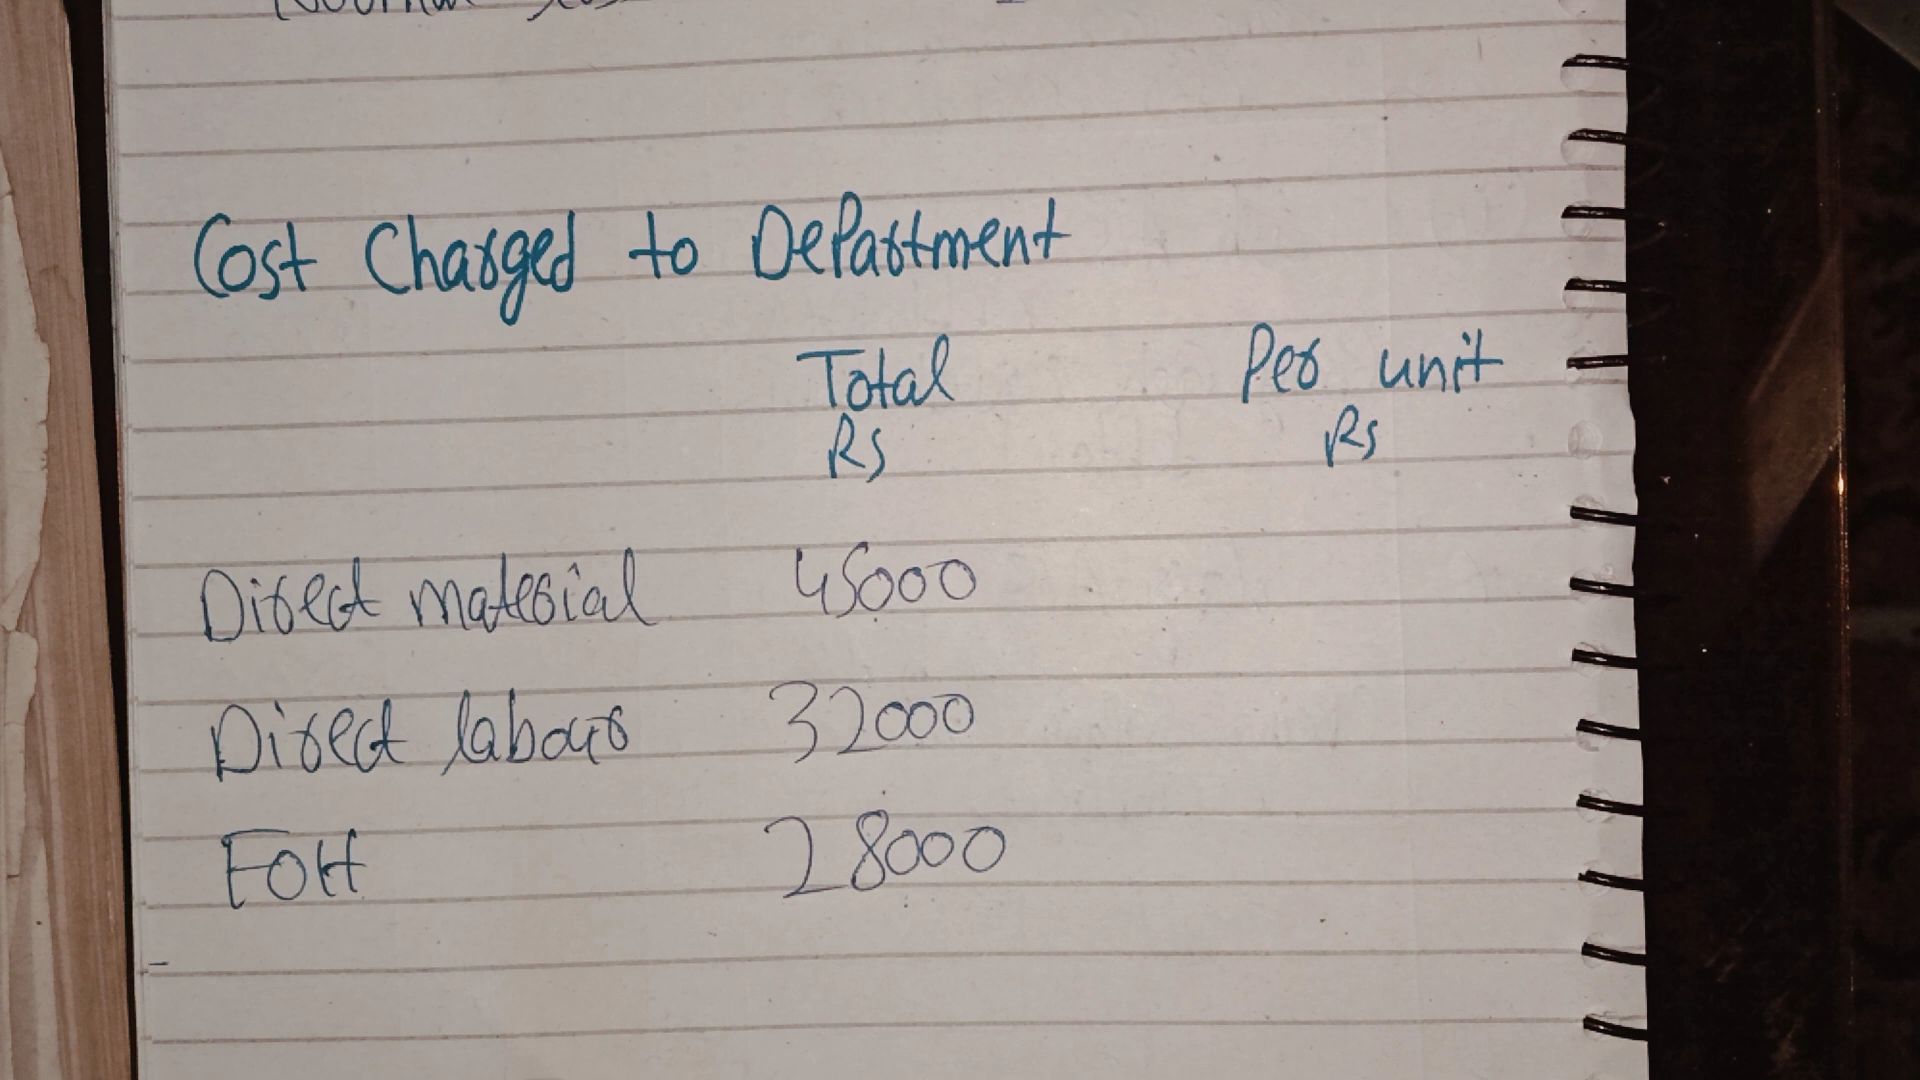 Cost Charged to Department
Total Per unit
Rs Rs
Direct material 45000
Direct labour 32000
FOH 28000